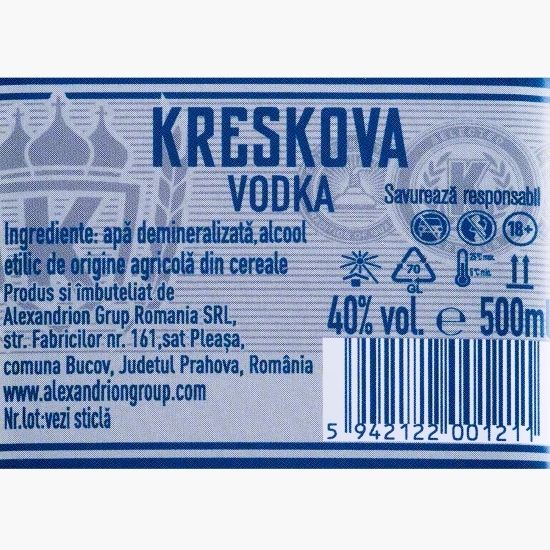 KRESKOVA
VODKA
SELECTED
K
Savurează responsabil
18+
Ingrediente: apă demineralizată, alcool
etilic de origine agricolă din cereale
Produs si îmbuteliat de
Alexandrion Grup Romania SRL,
str. Fabricilor nr. 161, sat Pleașa,
comuna Bucov, Judetul Prahova, România
www.alexandriongroup.com
Nr.lot:vezi sticlă
70
GL
40% vol. ℮ 500m
5 942122 001211